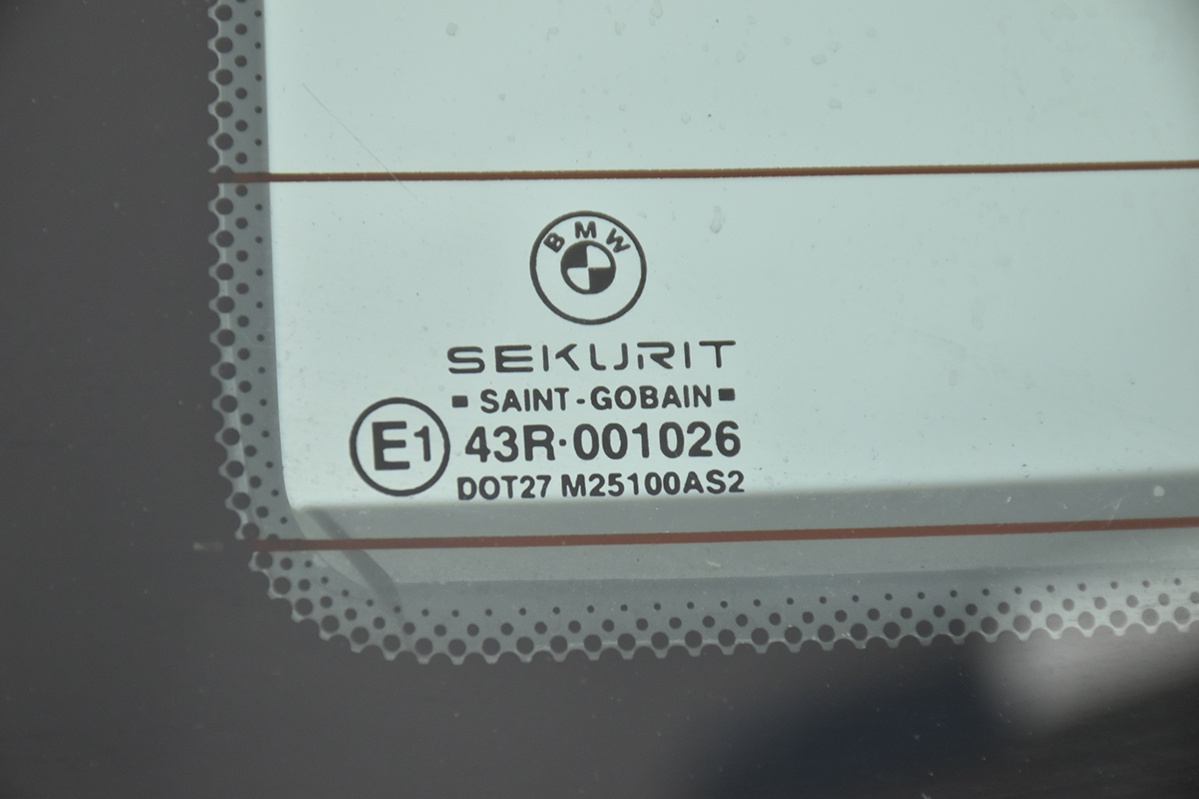 BMW
SEKURIT
SAINT-GOBAIN
E1 43R·001026
DOT27 M25100AS2